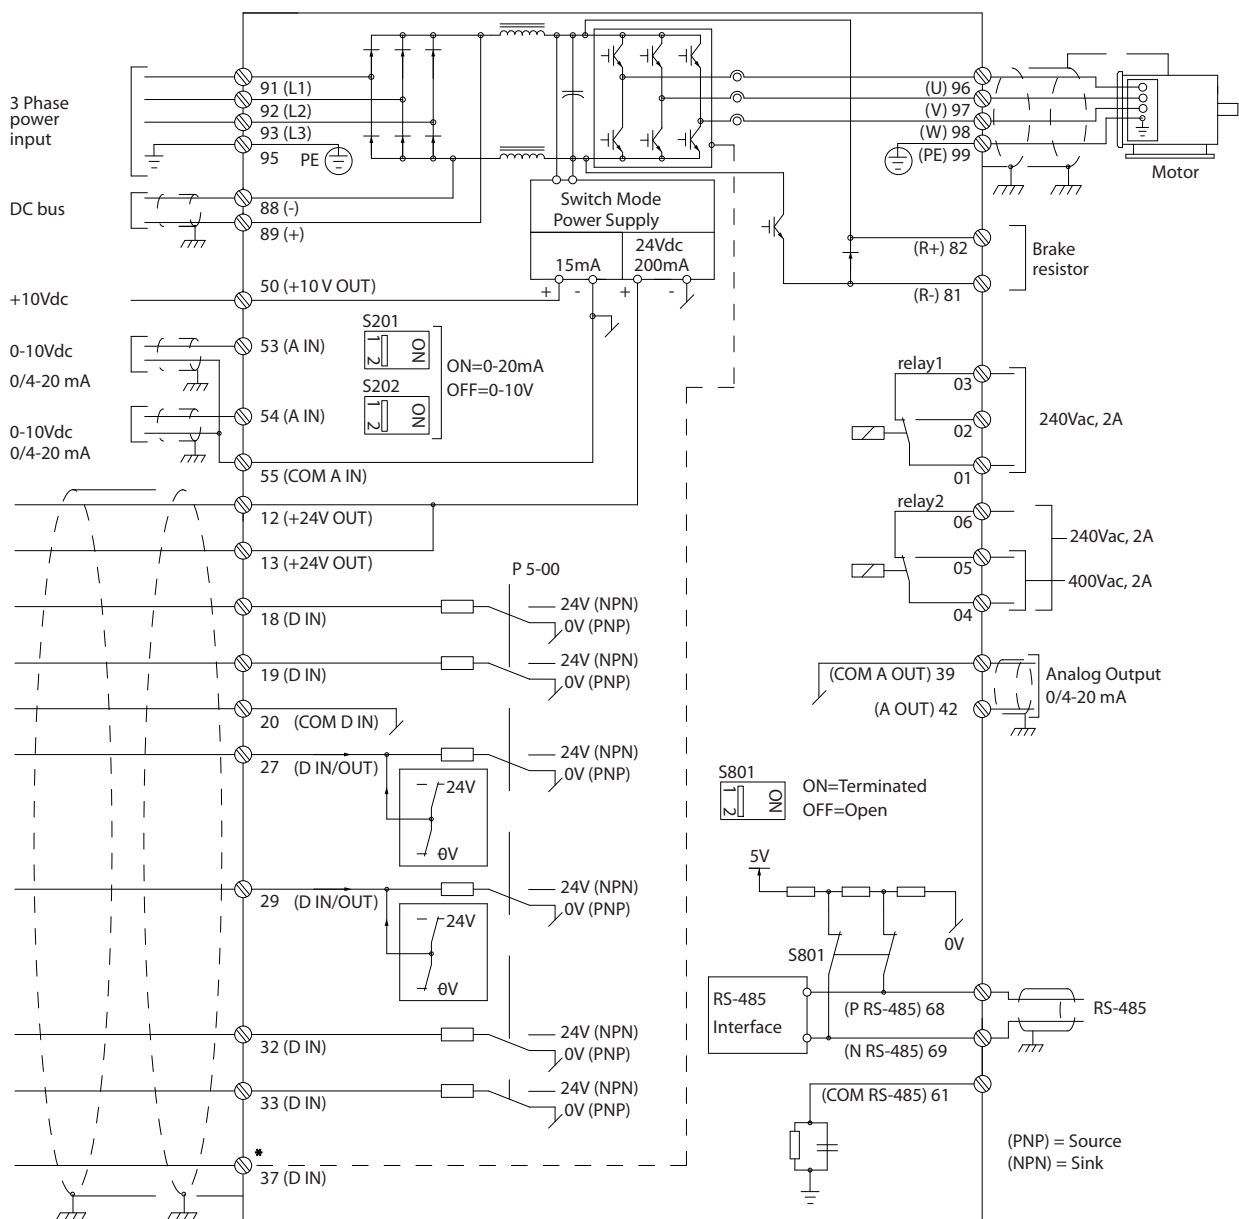 3 Phase
power
input
91 (L1)
92 (L2)
93 (L3)
95
PE
DC bus
88 (-)
89 (+)
+10Vdc
50 (+10 V OUT)
0-10Vdc
0/4-20 mA
53 (A IN)
0-10Vdc
0/4-20 mA
54 (A IN)
55 (COM A IN)
12 (+24V OUT)
13 (+24V OUT)
18 (D IN)
19 (D IN)
20 (COM D IN)
27 (D IN/OUT)
24V
0V
29 (D IN/OUT)
24V
0V
32 (D IN)
33 (D IN)
*
37 (D IN)
Switch Mode
Power Supply
24Vdc
15mA
200mA
+ - + -
S201
1 2 ON
S202
1 2 ON
ON=0-20mA
OFF=0-10V
P 5-00
24V (NPN)
0V (PNP)
24V (NPN)
0V (PNP)
24V (NPN)
0V (PNP)
24V (NPN)
0V (PNP)
24V (NPN)
0V (PNP)
24V (NPN)
0V (PNP)
(U) 96
(V) 97
(W) 98
(PE) 99
Motor
(R+) 82
(R-) 81
Brake
resistor
relay1
03
02
01
240Vac, 2A
relay2
06
05
04
240Vac, 2A
400Vac, 2A
(COM A OUT) 39
(A OUT) 42
Analog Output
0/4-20 mA
S801
1 2 ON
ON=Terminated
OFF=Open
5V
0V
S801
RS-485
Interface
(P RS-485) 68
(N RS-485) 69
RS-485
(COM RS-485) 61
(PNP) = Source
(NPN) = Sink